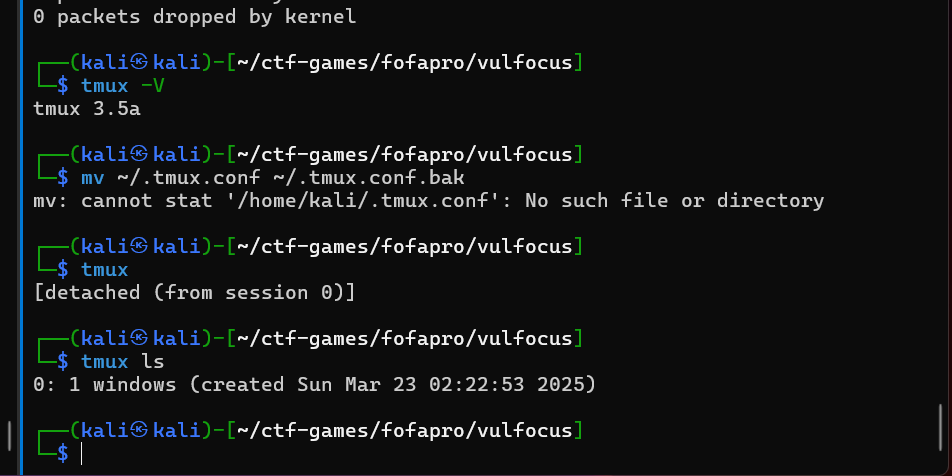 0 packets dropped by kernel
┌──(kali㉿kali)-[~/ctf-games/fofapro/vulfocus]
└─$ tmux -V
tmux 3.5a
┌──(kali㉿kali)-[~/ctf-games/fofapro/vulfocus]
└─$ mv ~/.tmux.conf ~/.tmux.conf.bak
mv: cannot stat '/home/kali/.tmux.conf': No such file or directory
┌──(kali㉿kali)-[~/ctf-games/fofapro/vulfocus]
└─$ tmux
[detached (from session 0)]
┌──(kali㉿kali)-[~/ctf-games/fofapro/vulfocus]
└─$ tmux ls
0: 1 windows (created Sun Mar 23 02:22:53 2025)
┌──(kali㉿kali)-[~/ctf-games/fofapro/vulfocus]
└─$